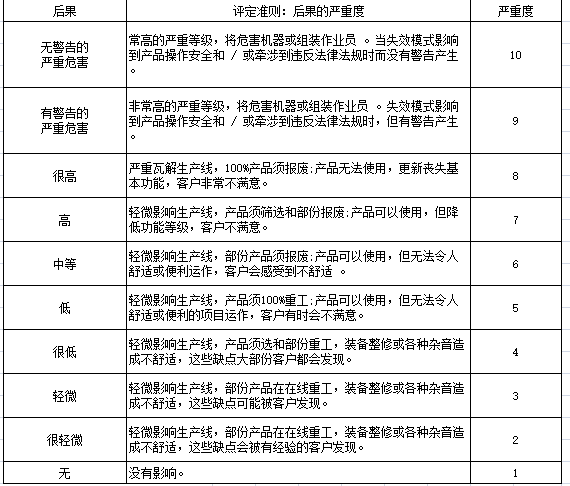 后果 评定准则：后果的严重度 严重度
无警告的
严重危害
常高的严重等级，将危害机器或组装作业员 。当失效模式影响
到产品操作安全和 / 或牵涉到违反法律法规时而没有警告产生
。
10
有警告的
严重危害
非常高的严重等级，将危害机器或组装作业员 。失效模式影响
到产品操作安全和 / 或牵涉到违反法律法规时，但有警告产生
。
9
很高
严重瓦解生产线，100%产品须报废;产品无法使用，更新丧失基
本功能，客户非常不满意。
8
高
轻微影响生产线，产品须筛选和部份报废;产品可以使用，但降
低功能等级，客户不满意。
7
中等
轻微影响生产线，部份产品须报废;产品可以使用，但无法令人
舒适或便利运作，客户会感受到不舒适 。
6
低
轻微影响生产线，产品须100%重工;产品可以使用，但无法令人
舒适或便利的项目运作，客户有时会不满意。
5
很低
轻微影响生产线，产品须选和部份重工，装备整修或各种杂音造
成不舒适，这些缺点大部份客户都会发现。
4
轻微
轻微影响生产线，部份产品在在线重工，装备整修或各种杂音造
成不舒适，这些缺点可能被客户发现。
3
很轻微
轻微影响生产线，部份产品在在线重工，装备整修或各种杂音造
成不舒适，这些缺点会被有经验的客户发现。
2
无 没有影响。 1